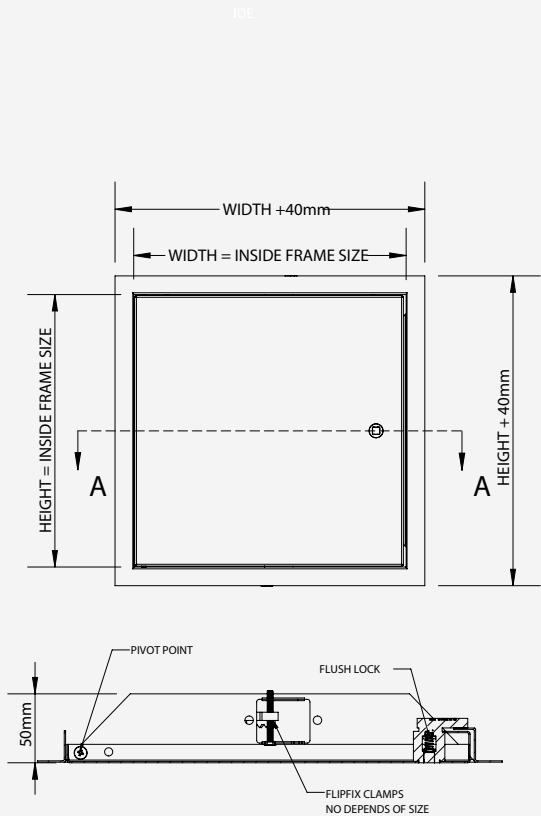 JOE
WIDTH +40mm
WIDTH = INSIDE FRAME SIZE
HEIGHT = INSIDE FRAME SIZE
HEIGHT + 40mm
A
A
PIVOT POINT
FLUSH LOCK
50mm
FLIPFIX CLAMPS
NO DEPENDS OF SIZE